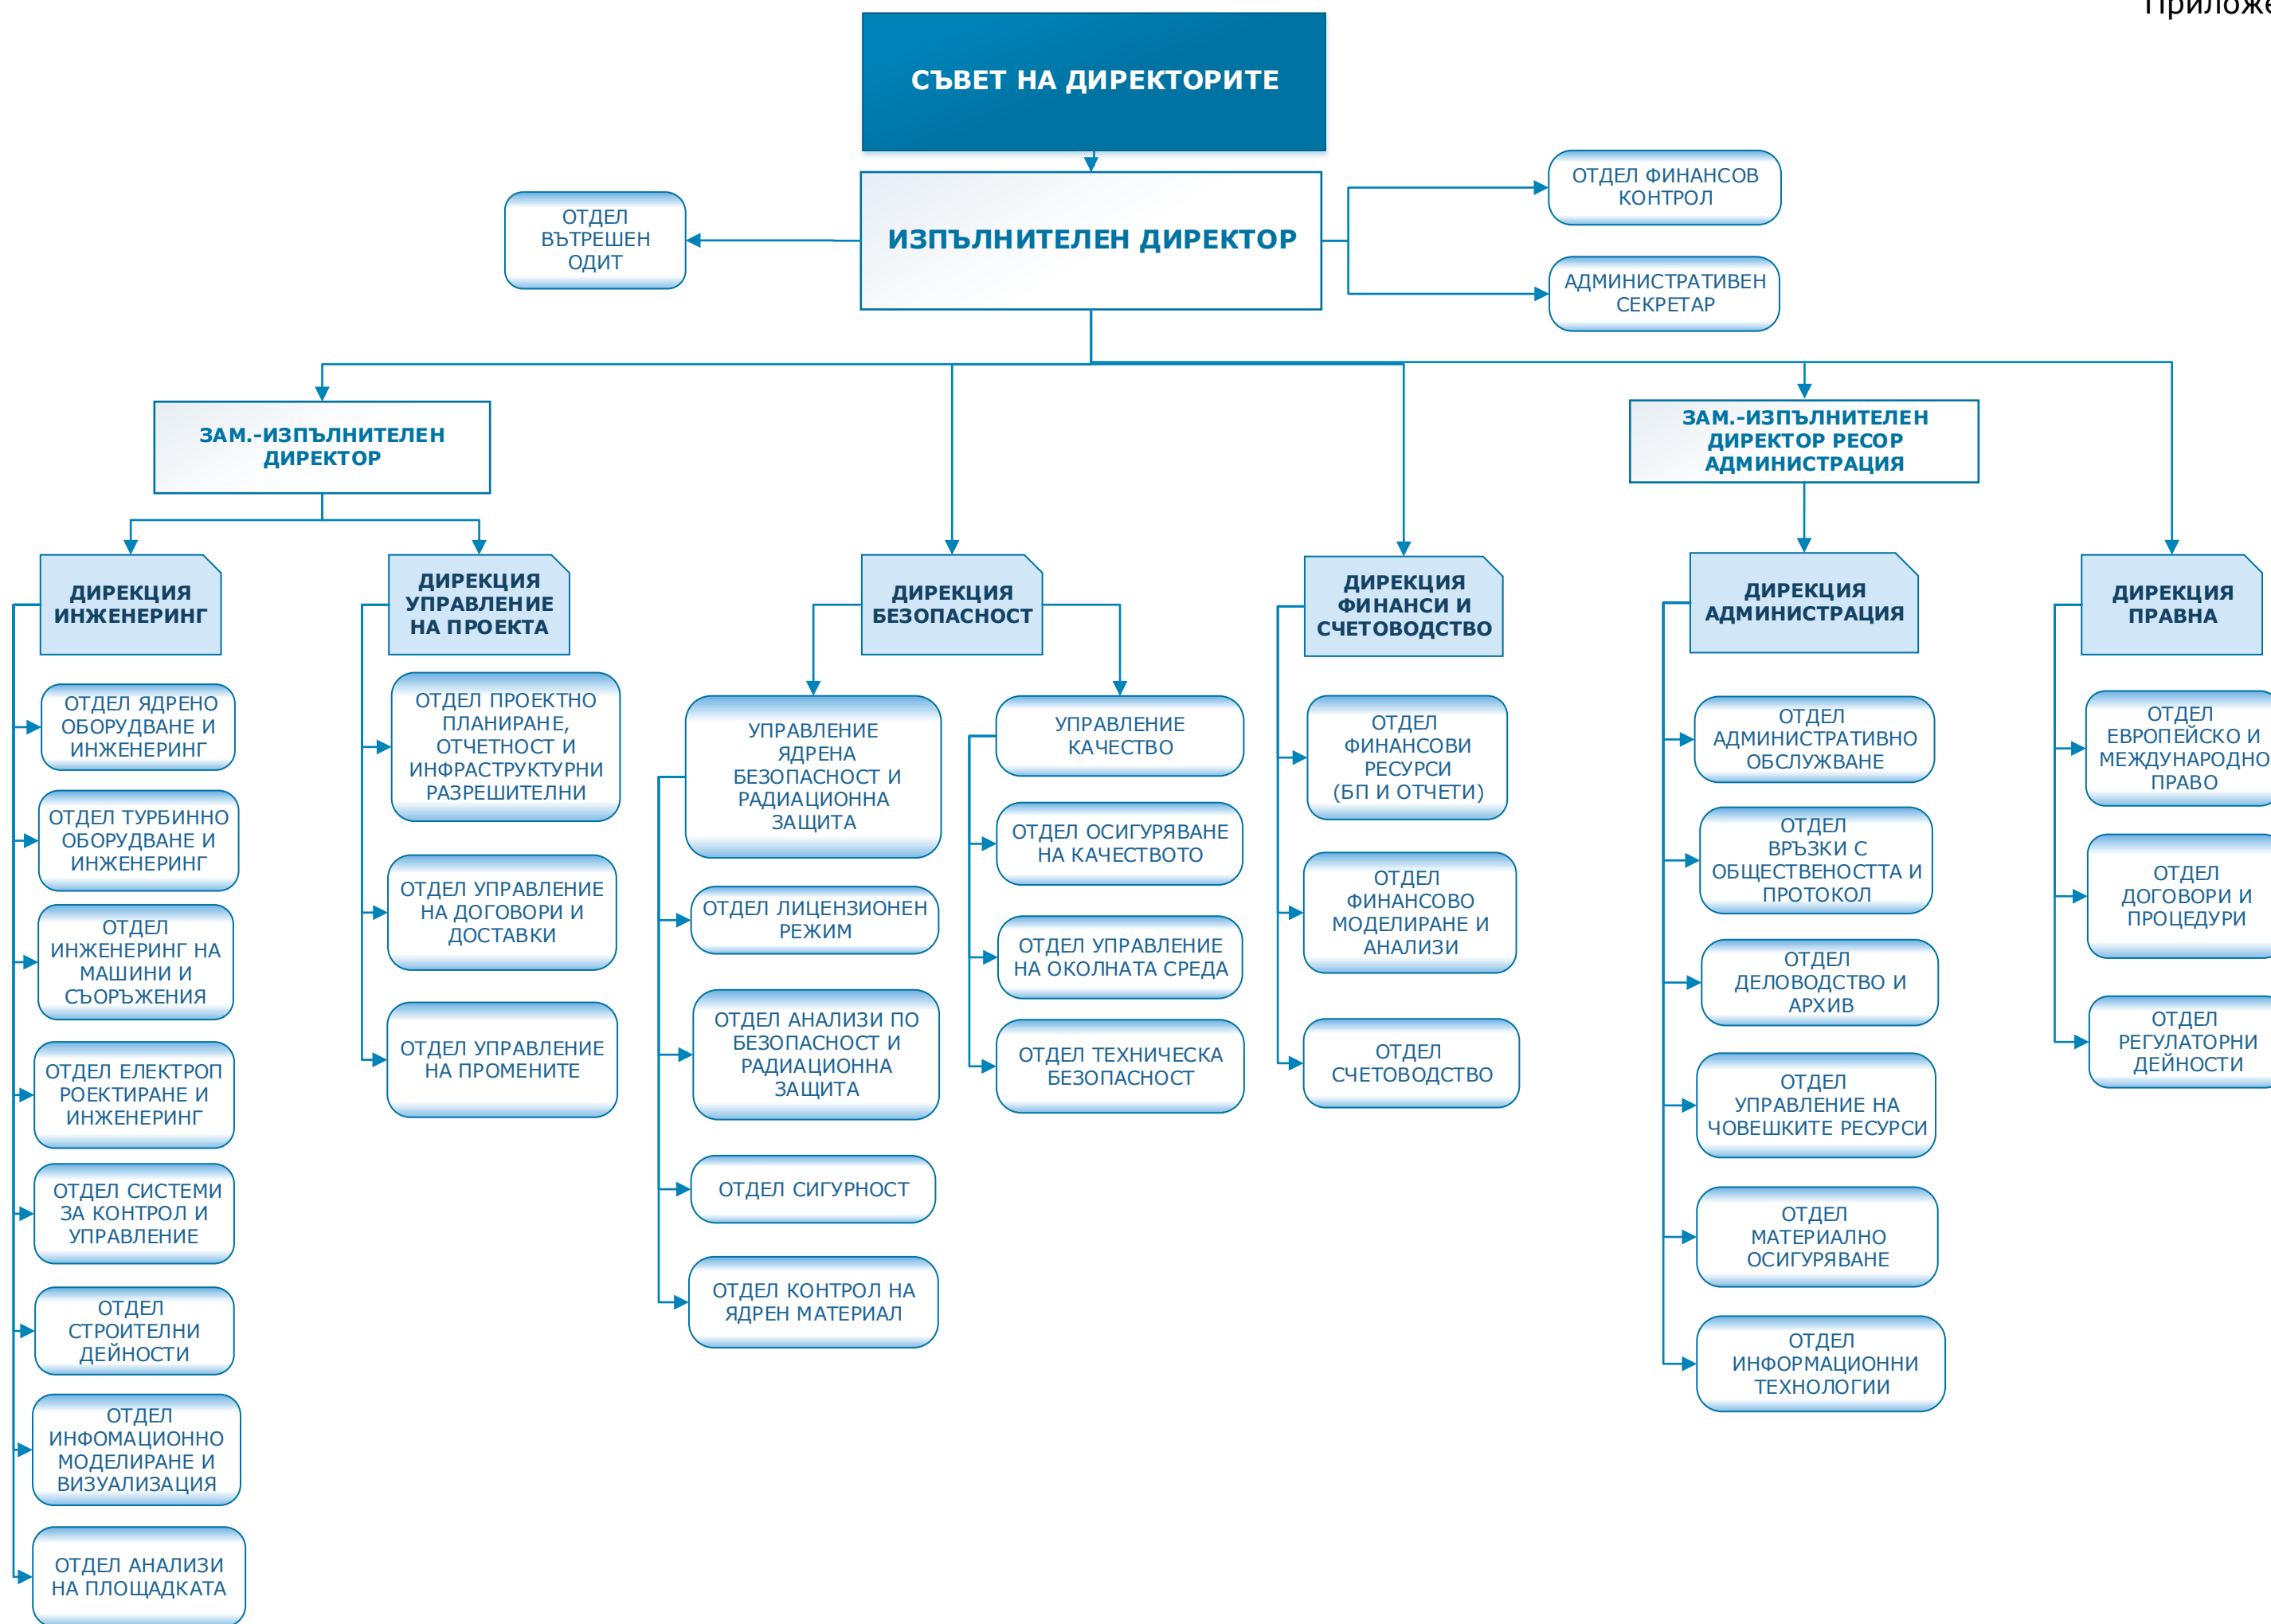 Приложе
СЪВЕТ НА ДИРЕКТОРИТЕ
ИЗПЪЛНИТЕЛЕН ДИРЕКТОР
ОТДЕЛ
ВЪТРЕШЕН
ОДИТ
ОТДЕЛ ФИНАНСОВ
КОНТРОЛ
АДМИНИСТРАТИВЕН
СЕКРЕТАР
ЗАМ.-ИЗПЪЛНИТЕЛЕН
ДИРЕКТОР
ЗАМ.-ИЗПЪЛНИТЕЛЕН
ДИРЕКТОР РЕСОР
АДМИНИСТРАЦИЯ
ДИРЕКЦИЯ
ИНЖЕНЕРИНГ
ОТДЕЛ ЯДРЕНО
ОБОРУДВАНЕ И
ИНЖЕНЕРИНГ
ОТДЕЛ ТУРБИННО
ОБОРУДВАНЕ И
ИНЖЕНЕРИНГ
ОТДЕЛ
ИНЖЕНЕРИНГ НА
МАШИНИ И
СЪОРЪЖЕНИЯ
ОТДЕЛ ЕЛЕКТРОП
РОЕКТИРАНЕ И
ИНЖЕНЕРИНГ
ОТДЕЛ СИСТЕМИ
ЗА КОНТРОЛ И
УПРАВЛЕНИЕ
ОТДЕЛ
СТРОИТЕЛНИ
ДЕЙНОСТИ
ОТДЕЛ
ИНФОМАЦИОННО
МОДЕЛИРАНЕ И
ВИЗУАЛИЗАЦИЯ
ОТДЕЛ АНАЛИЗИ
НА ПЛОЩАДКАТА
ДИРЕКЦИЯ
УПРАВЛЕНИЕ
НА ПРОЕКТА
ОТДЕЛ ПРОЕКТНО
ПЛАНИРАНЕ,
ОТЧЕТНОСТ И
ИНФРАСТРУКТУРНИ
РАЗРЕШИТЕЛНИ
ОТДЕЛ УПРАВЛЕНИЕ
НА ДОГОВОРИ И
ДОСТАВКИ
ОТДЕЛ УПРАВЛЕНИЕ
НА ПРОМЕНИТЕ
ДИРЕКЦИЯ
БЕЗОПАСНОСТ
УПРАВЛЕНИЕ
ЯДРЕНА
БЕЗОПАСНОСТ И
РАДИАЦИОННА
ЗАЩИТА
ОТДЕЛ ЛИЦЕНЗИОНЕН
РЕЖИМ
ОТДЕЛ АНАЛИЗИ ПО
БЕЗОПАСНОСТ И
РАДИАЦИОННА
ЗАЩИТА
ОТДЕЛ СИГУРНОСТ
ОТДЕЛ КОНТРОЛ НА
ЯДРЕН МАТЕРИАЛ
УПРАВЛЕНИЕ
КАЧЕСТВО
ОТДЕЛ ОСИГУРЯВАНЕ
НА КАЧЕСТВОТО
ОТДЕЛ УПРАВЛЕНИЕ
НА ОКОЛНАТА СРЕДА
ОТДЕЛ ТЕХНИЧЕСКА
БЕЗОПАСНОСТ
ДИРЕКЦИЯ
ФИНАНСИ И
СЧЕТОВОДСТВО
ОТДЕЛ
ФИНАНСОВИ
РЕСУРСИ
(БП И ОТЧЕТИ)
ОТДЕЛ
ФИНАНСОВО
МОДЕЛИРАНЕ И
АНАЛИЗИ
ОТДЕЛ
СЧЕТОВОДСТВО
ДИРЕКЦИЯ
АДМИНИСТРАЦИЯ
ОТДЕЛ
АДМИНИСТРАТИВНО
ОБСЛУЖВАНЕ
ОТДЕЛ
ВРЪЗКИ С
ОБЩЕСТВЕНОСТТА И
ПРОТОКОЛ
ОТДЕЛ
ДЕЛОВОДСТВО И
АРХИВ
ОТДЕЛ
УПРАВЛЕНИЕ НА
ЧОВЕШКИТЕ РЕСУРСИ
ОТДЕЛ
МАТЕРИАЛНО
ОСИГУРЯВАНЕ
ОТДЕЛ
ИНФОРМАЦИОННИ
ТЕХНОЛОГИИ
ДИРЕКЦИЯ
ПРАВНА
ОТДЕЛ
ЕВРОПЕЙСКО И
МЕЖДУНАРОДНО
ПРАВО
ОТДЕЛ
ДОГОВОРИ И
ПРОЦЕДУРИ
ОТДЕЛ
РЕГУЛАТОРНИ
ДЕЙНОСТИ